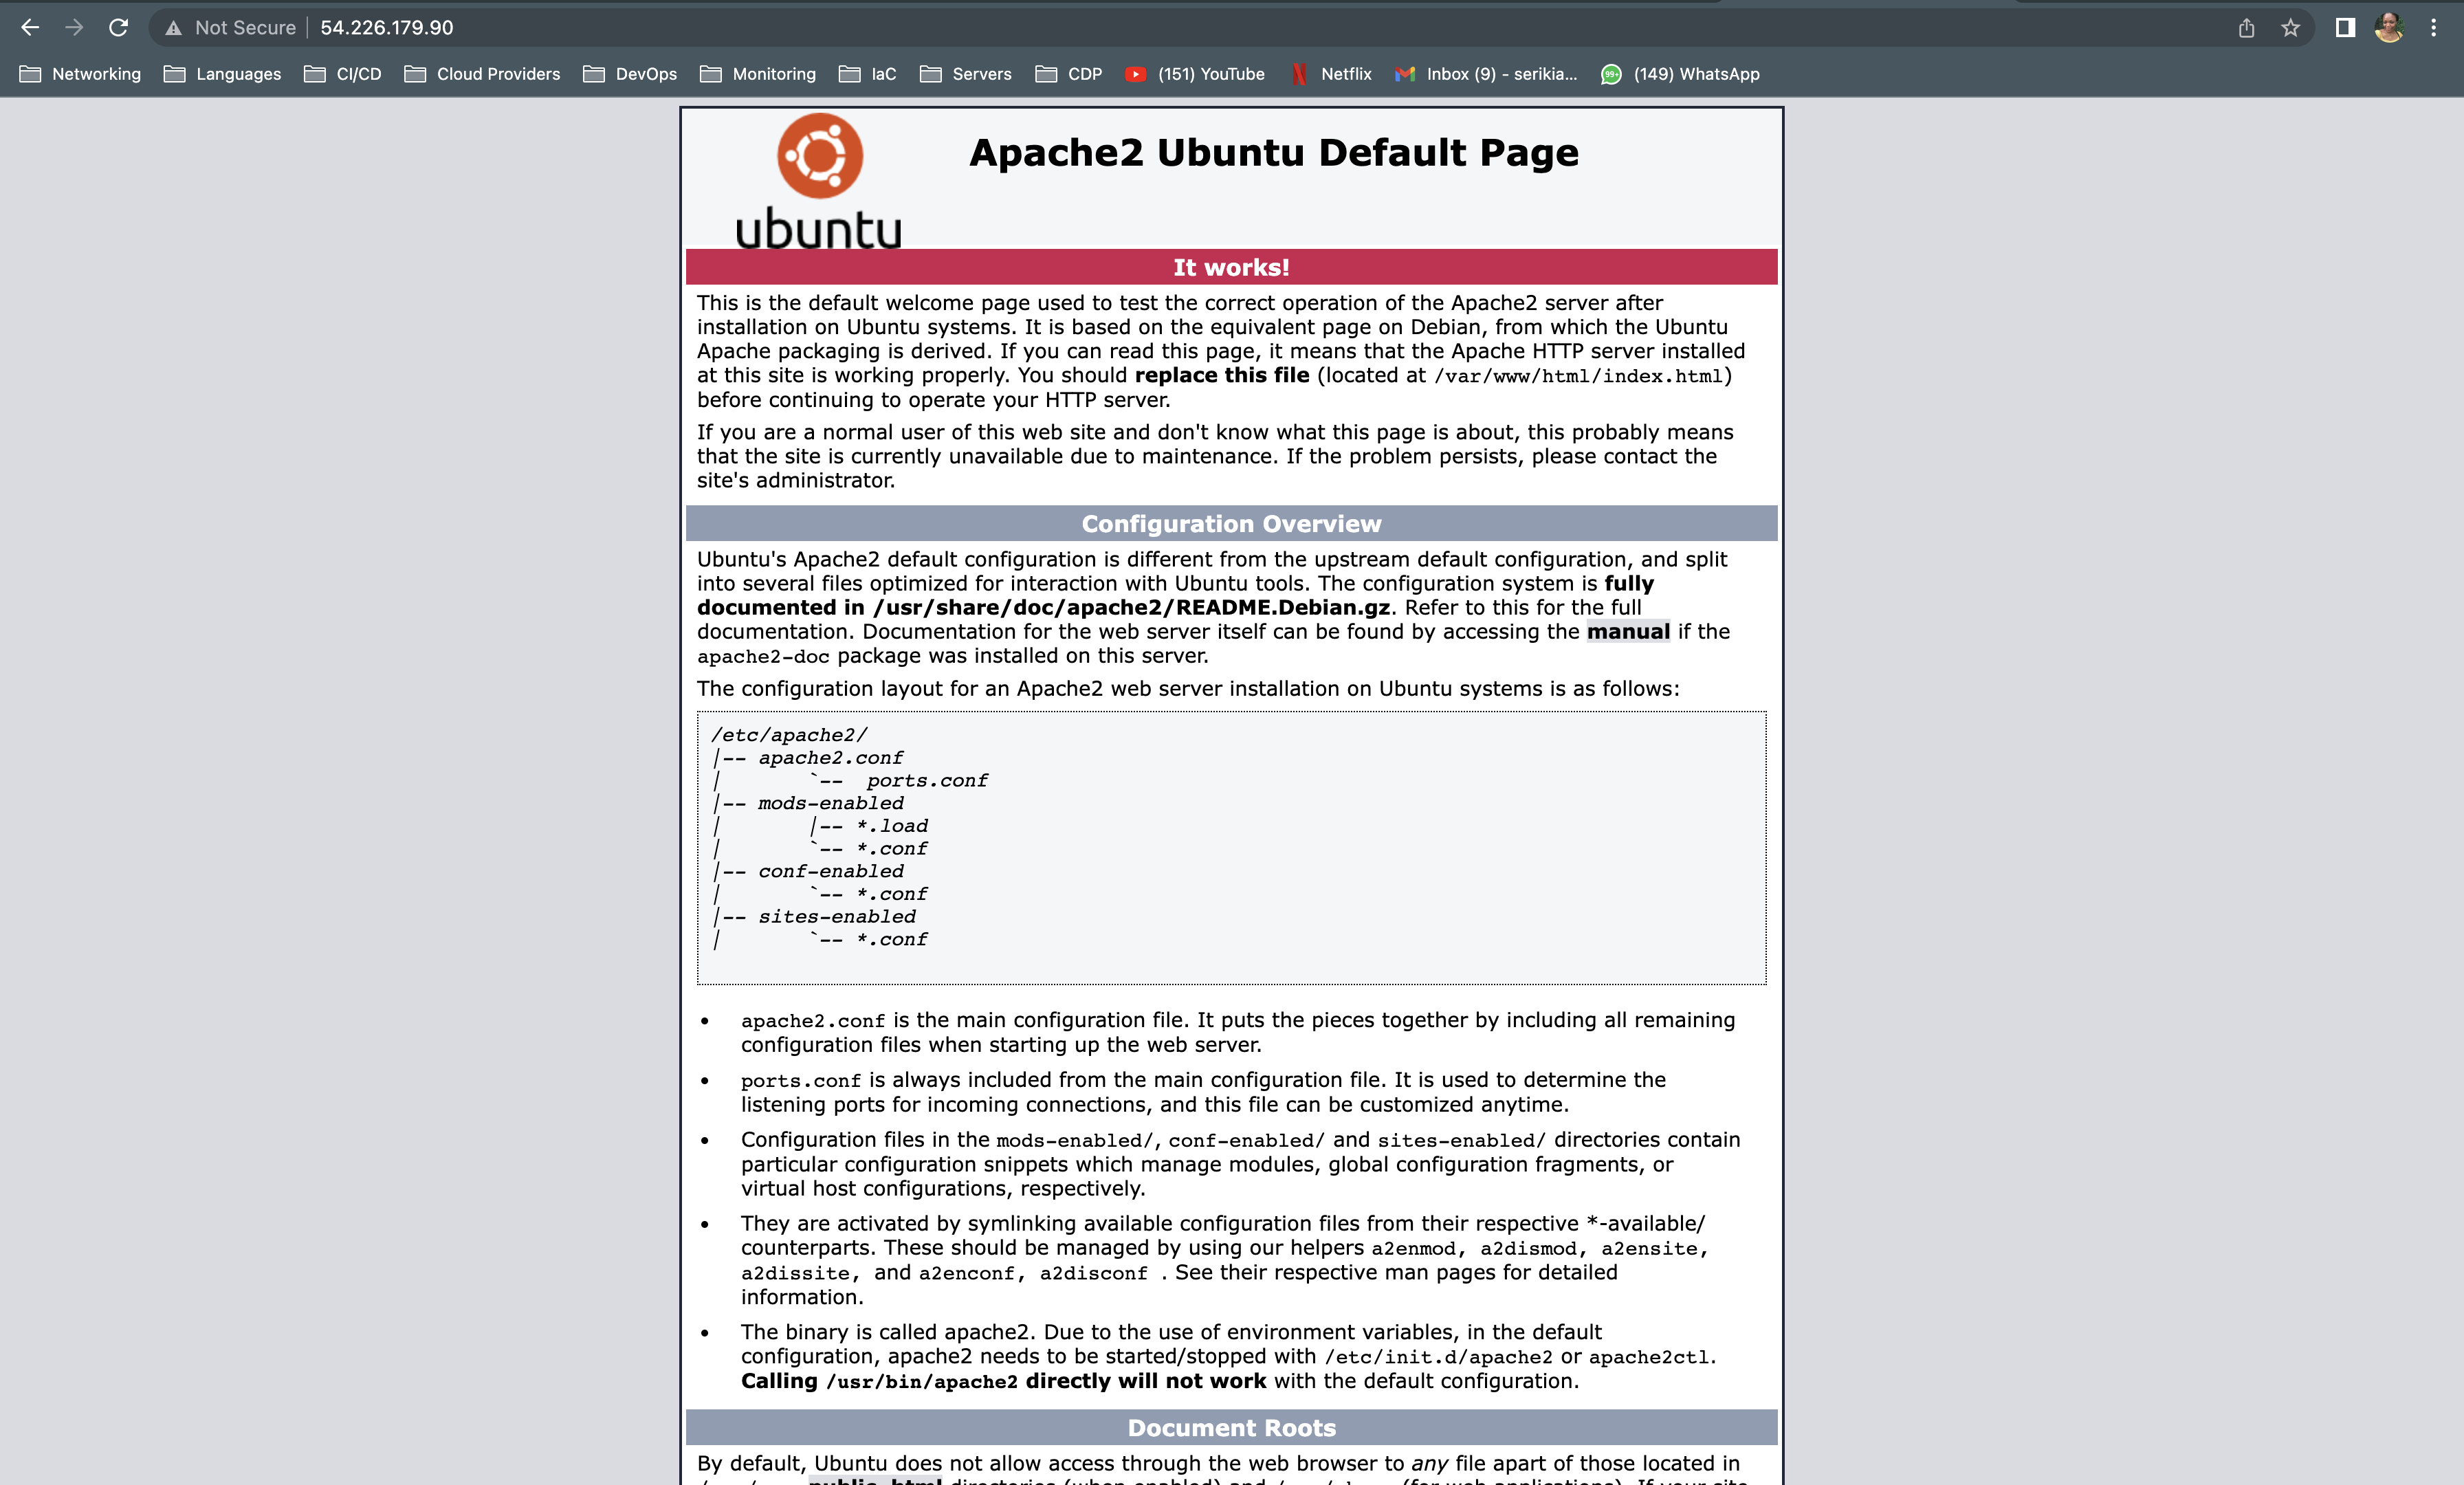 Not Secure 54.226.179.90
Networking Languages CI/CD Cloud Providers DevOps Monitoring IaC Servers CDP (151) YouTube Netflix Inbox (9) - serikia... 99+ (149) WhatsApp
ubuntu
Apache2 Ubuntu Default Page
It works!
This is the default welcome page used to test the correct operation of the Apache2 server after
installation on Ubuntu systems. It is based on the equivalent page on Debian, from which the Ubuntu
Apache packaging is derived. If you can read this page, it means that the Apache HTTP server installed
at this site is working properly. You should replace this file (located at /var/www/html/index.html)
before continuing to operate your HTTP server.
If you are a normal user of this web site and don't know what this page is about, this probably means
that the site is currently unavailable due to maintenance. If the problem persists, please contact the
site's administrator.
Configuration Overview
Ubuntu's Apache2 default configuration is different from the upstream default configuration, and split
into several files optimized for interaction with Ubuntu tools. The configuration system is fully
documented in /usr/share/doc/apache2/README.Debian.gz. Refer to this for the full
documentation. Documentation for the web server itself can be found by accessing the manual if the
apache2-doc package was installed on this server.
The configuration layout for an Apache2 web server installation on Ubuntu systems is as follows:
/etc/apache2/
|-- apache2.conf
|       `--  ports.conf
|-- mods-enabled
|       |-- *.load
|       `-- *.conf
|-- conf-enabled
|       `-- *.conf
|-- sites-enabled
|       `-- *.conf
• apache2.conf is the main configuration file. It puts the pieces together by including all remaining
configuration files when starting up the web server.
• ports.conf is always included from the main configuration file. It is used to determine the
listening ports for incoming connections, and this file can be customized anytime.
• Configuration files in the mods-enabled/, conf-enabled/ and sites-enabled/ directories contain
particular configuration snippets which manage modules, global configuration fragments, or
virtual host configurations, respectively.
• They are activated by symlinking available configuration files from their respective *-available/
counterparts. These should be managed by using our helpers a2enmod, a2dismod, a2ensite,
a2dissite, and a2enconf, a2disconf . See their respective man pages for detailed
information.
• The binary is called apache2. Due to the use of environment variables, in the default
configuration, apache2 needs to be started/stopped with /etc/init.d/apache2 or apache2ctl.
Calling /usr/bin/apache2 directly will not work with the default configuration.
Document Roots
By default, Ubuntu does not allow access through the web browser to any file apart of those located in
public_html directories (when enabled) and (for web applications). If your site